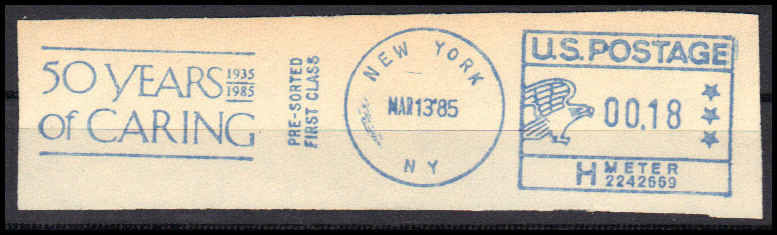 50 YEARS 1935 1985
of CARING
PRE-SORTED
FIRST CLASS
NEW YORK
MAR 13'85
NY
U.S. POSTAGE
00.18
H METER
2242669